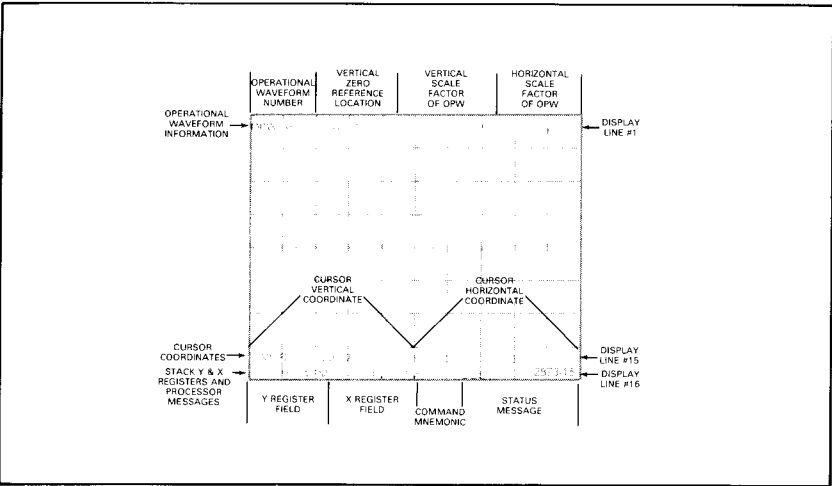 OPERATIONAL
WAVEFORM
NUMBER
VERTICAL
ZERO
REFERENCE
LOCATION
VERTICAL
SCALE
FACTOR
OF OPW
HORIZONTAL
SCALE
FACTOR
OF OPW
OPERATIONAL
WAVEFORM
INFORMATION
DISPLAY
LINE #1
CURSOR
VERTICAL
COORDINATE
CURSOR
HORIZONTAL
COORDINATE
CURSOR
COORDINATES
DISPLAY
LINE #15
STACK Y & X
REGISTERS AND
PROCESSOR
MESSAGES
2973-15
DISPLAY
LINE #16
Y REGISTER
FIELD
X REGISTER
FIELD
COMMAND
MNEMONIC
STATUS
MESSAGE